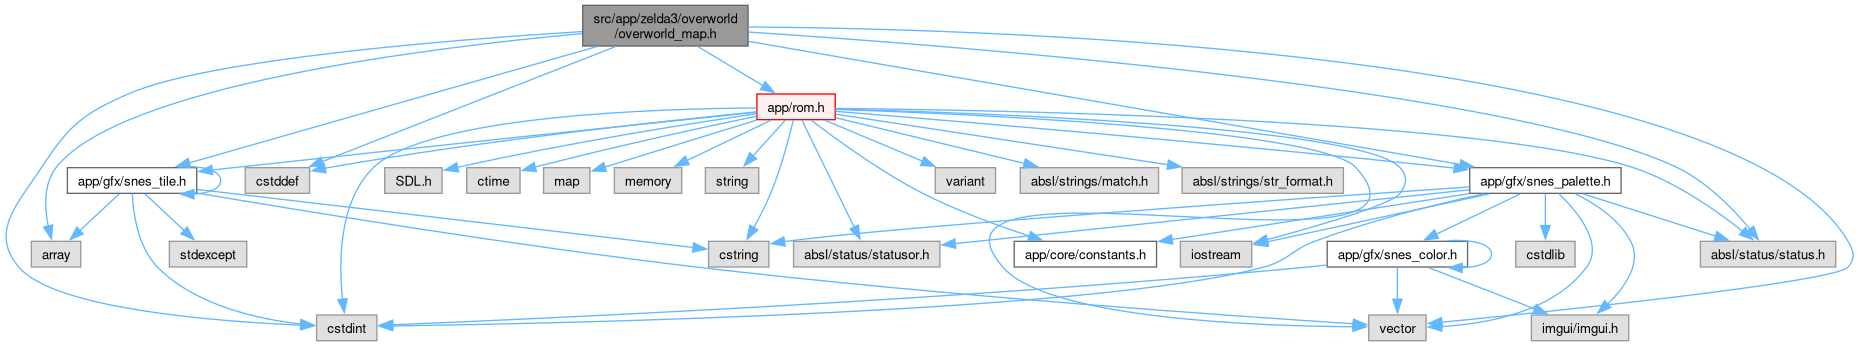 src/app/zelda3/overworld
/overworld_map.h
app/rom.h
app/gfx/snes_tile.h
cstddef
SDL.h
ctime
map
memory
string
variant
absl/strings/match.h
absl/strings/str_format.h
app/gfx/snes_palette.h
array
stdexcept
cstring
absl/status/statusor.h
app/core/constants.h
iostream
app/gfx/snes_color.h
cstdlib
absl/status/status.h
cstdint
vector
imgui/imgui.h